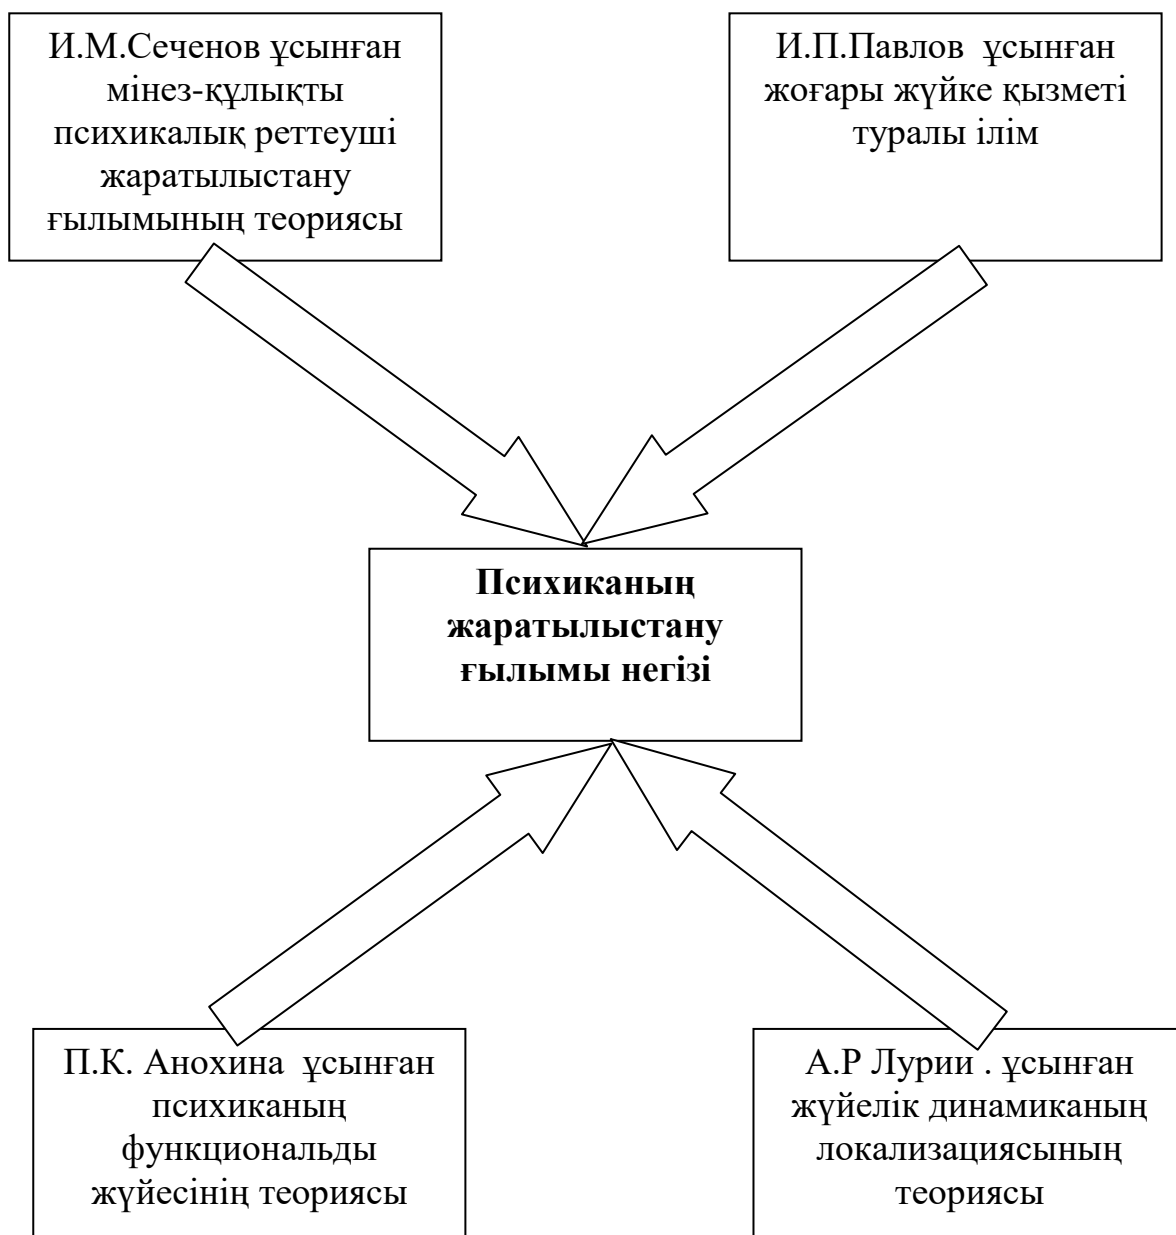 И.М.Сеченов ұсынған
мінез-құлықты
психикалық реттеуші
жаратылыстану
ғылымының теориясы
И.П.Павлов ұсынған
жоғары жүйке қызметі
туралы ілім
Психиканың
жаратылыстану
ғылымы негізі
П.К. Анохина ұсынған
психиканың
функциональды
жүйесінің теориясы
А.Р Лурии . ұсынған
жүйелік динамиканың
локализациясының
теориясы